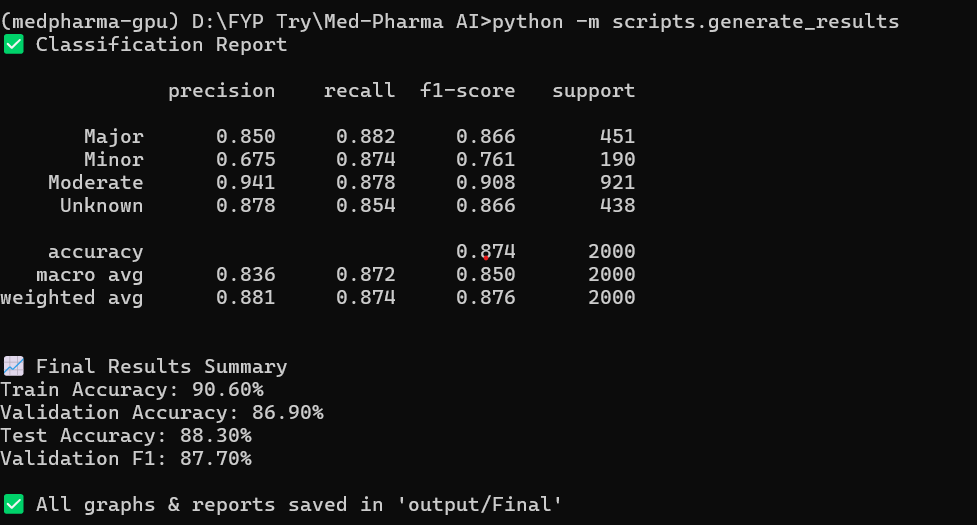 (medpharma-gpu) D:\FYP Try\Med-Pharma AI>python -m scripts.generate_results
✅ Classification Report
precision recall f1-score support
Major 0.850 0.882 0.866 451
Minor 0.675 0.874 0.761 190
Moderate 0.941 0.878 0.908 921
Unknown 0.878 0.854 0.866 438
accuracy 0.874 2000
macro avg 0.836 0.872 0.850 2000
weighted avg 0.881 0.874 0.876 2000
📈 Final Results Summary
Train Accuracy: 90.60%
Validation Accuracy: 86.90%
Test Accuracy: 88.30%
Validation F1: 87.70%
✅ All graphs & reports saved in 'output/Final'